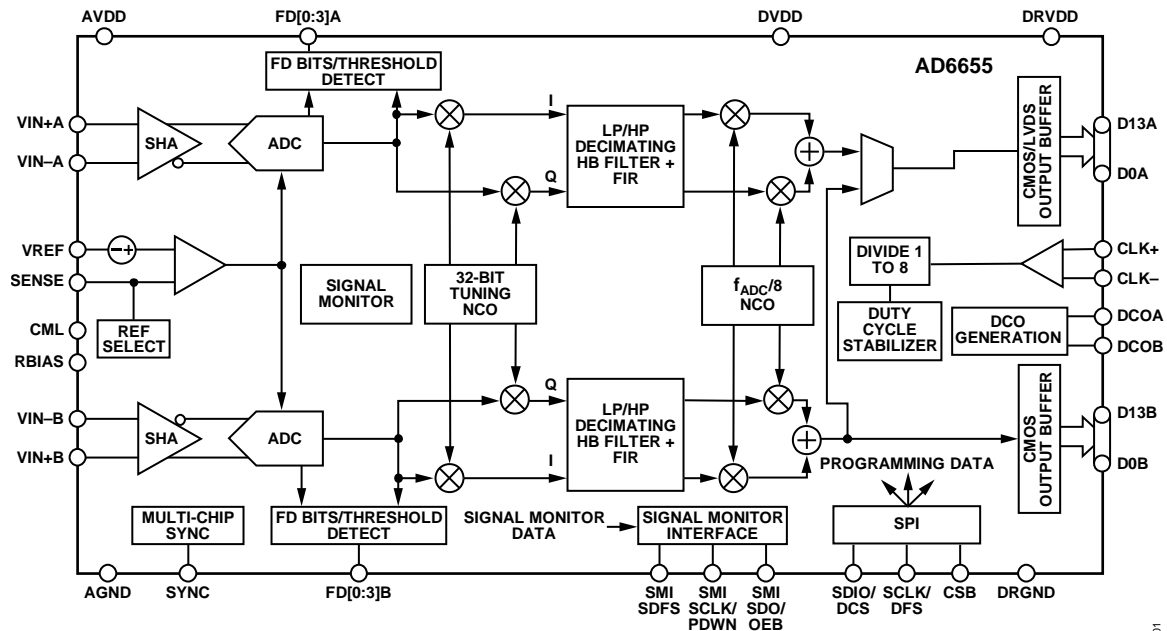 AVDD
FD[0:3]A
DVDD
DRVDD
FD BITS/THRESHOLD
DETECT
AD6655
VIN+A
VIN–A
SHA
ADC
I
Q
LP/HP
DECIMATING
HB FILTER +
FIR
CMOS/LVDS
OUTPUT BUFFER
D13A
D0A
VREF
SENSE
REF
SELECT
CML
RBIAS
SIGNAL
MONITOR
32-BIT
TUNING
NCO
fADC/8
NCO
DIVIDE 1
TO 8
DUTY
CYCLE
STABILIZER
CLK+
CLK–
DCO
GENERATION
DCOA
DCOB
VIN–B
VIN+B
SHA
ADC
Q
I
LP/HP
DECIMATING
HB FILTER +
FIR
CMOS
OUTPUT BUFFER
D13B
D0B
PROGRAMMING DATA
MULTI-CHIP
SYNC
FD BITS/THRESHOLD
DETECT
SIGNAL MONITOR
DATA
SIGNAL MONITOR
INTERFACE
SPI
AGND
SYNC
FD[0:3]B
SMI
SDFS
SMI
SCLK/
PDWN
SMI
SDO/
OEB
SDIO/
DCS
SCLK/
DFS
CSB
DRGND